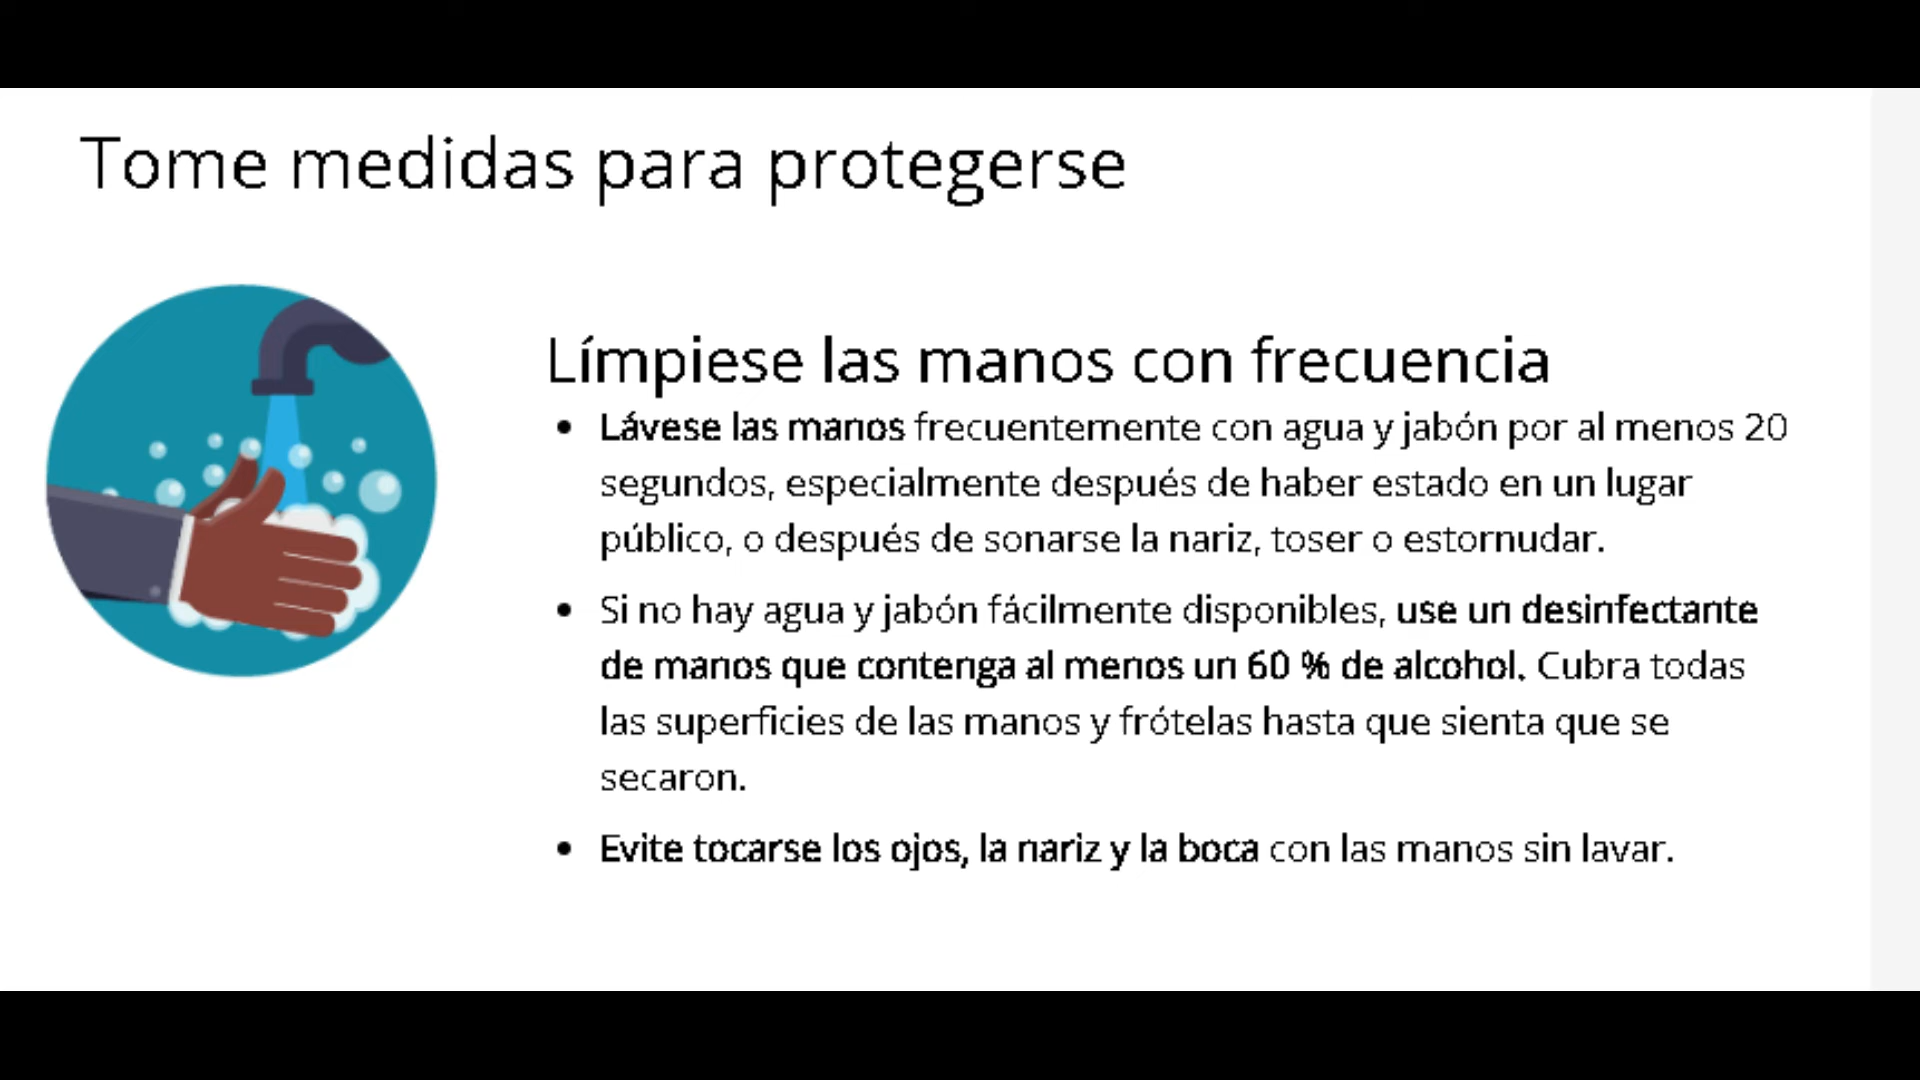 Tome medidas para protegerse
Límpiese las manos con frecuencia
• Lávese las manos frecuentemente con agua y jabón por al menos 20
segundos, especialmente después de haber estado en un lugar
público, o después de sonarse la nariz, toser o estornudar.
• Si no hay agua y jabón fácilmente disponibles, use un desinfectante
de manos que contenga al menos un 60 % de alcohol. Cubra todas
las superficies de las manos y frótelas hasta que sienta que se
secaron.
• Evite tocarse los ojos, la nariz y la boca con las manos sin lavar.